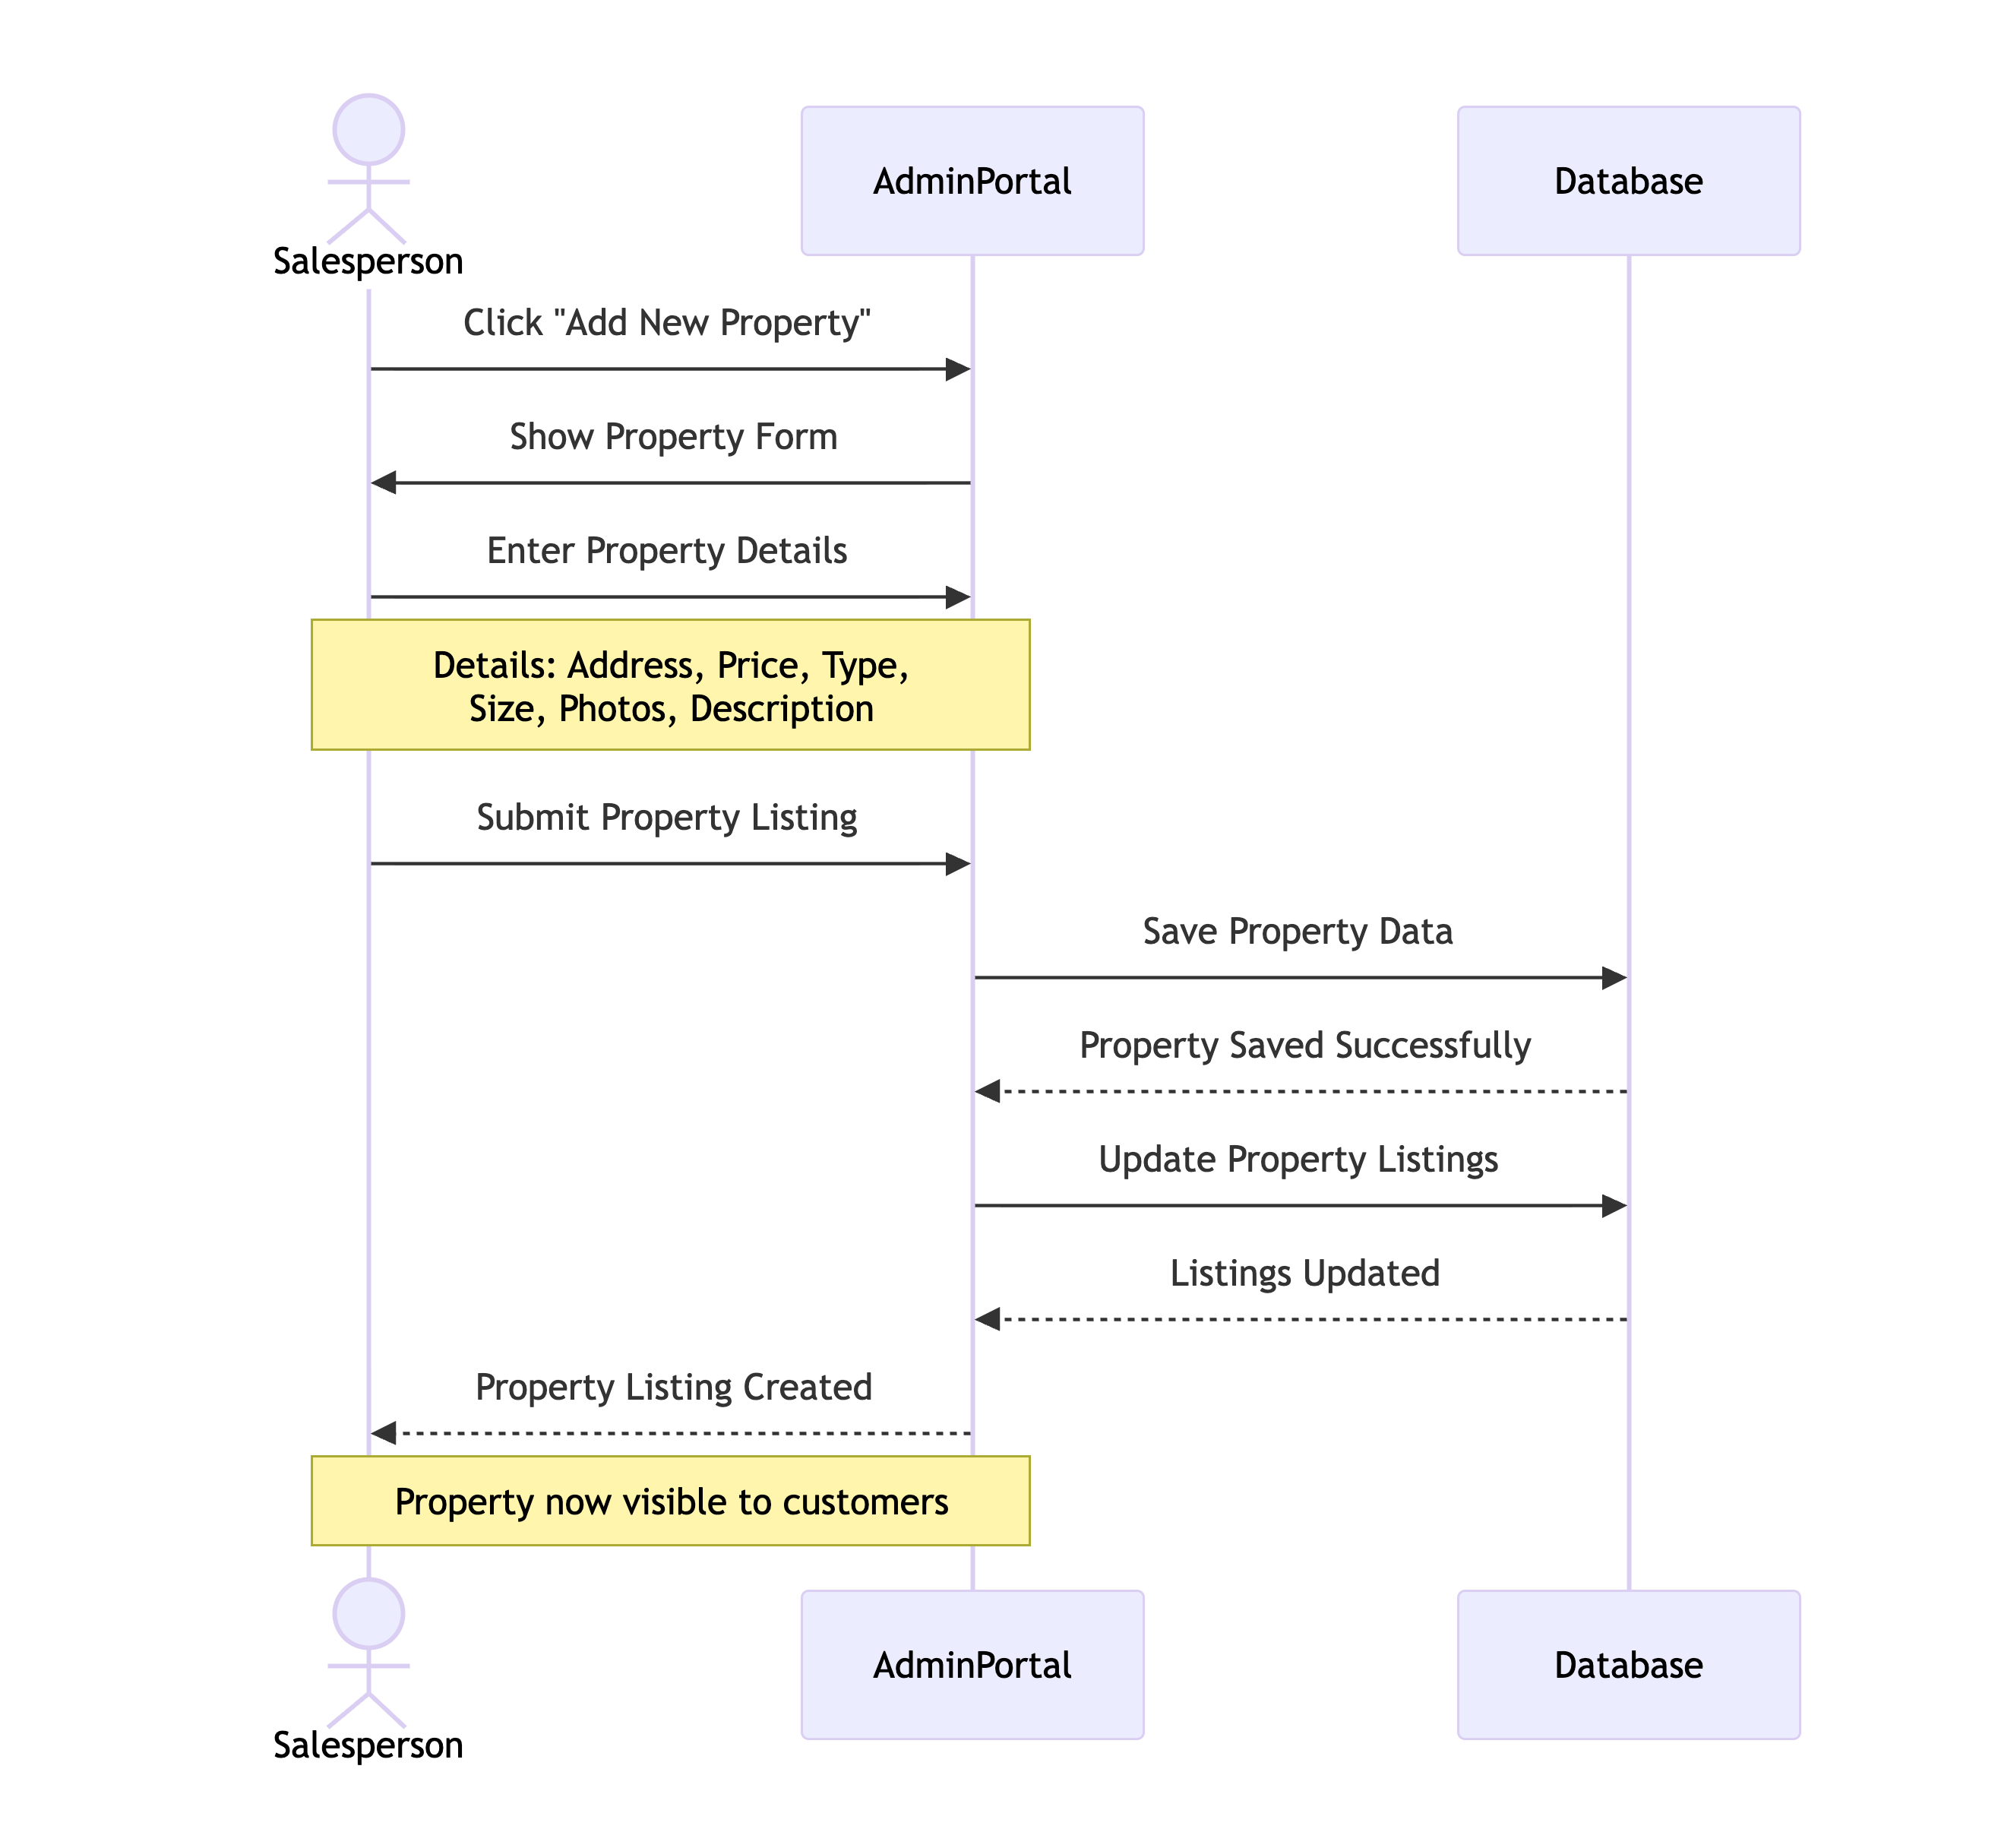 Salesperson
AdminPortal
Database
Click "Add New Property"
Show Property Form
Enter Property Details
Details: Address, Price, Type,
Size, Photos, Description
Submit Property Listing
Save Property Data
Property Saved Successfully
Update Property Listings
Listings Updated
Property Listing Created
Property now visible to customers
Salesperson
AdminPortal
Database